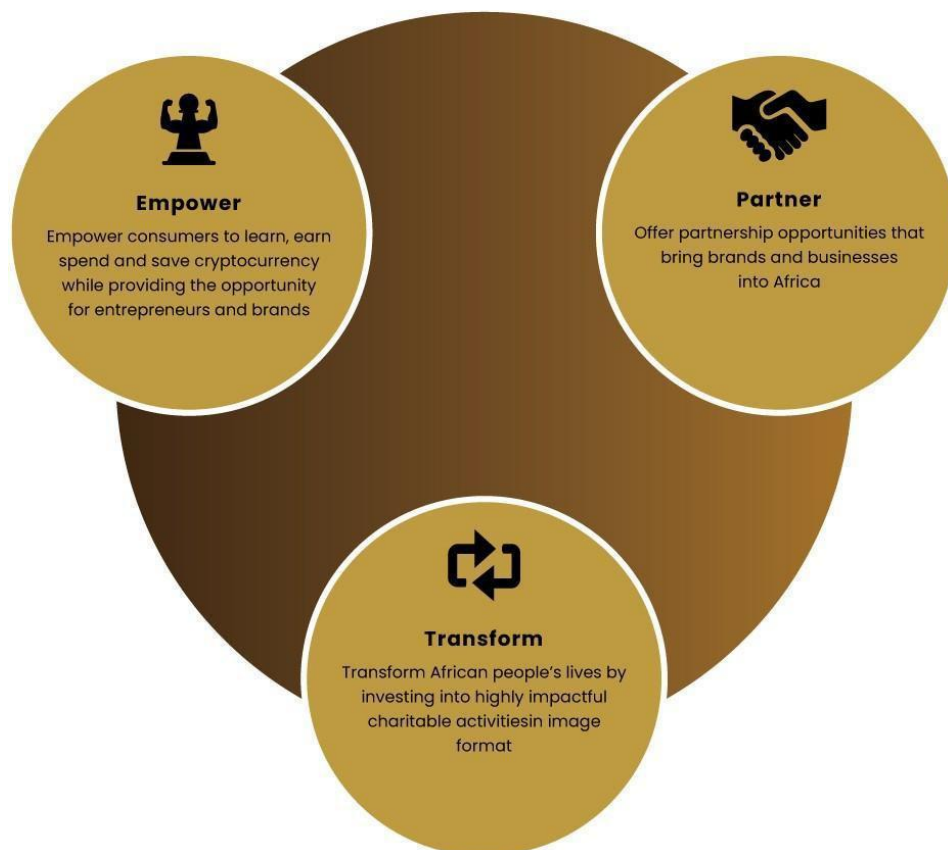 Empower
Empower consumers to learn, earn
spend and save cryptocurrency
while providing the opportunity
for entrepreneurs and brands
Partner
Offer partnership opportunities that
bring brands and businesses
into Africa
Transform
Transform African people’s lives by
investing into highly impactful
charitable activitiesin image
format